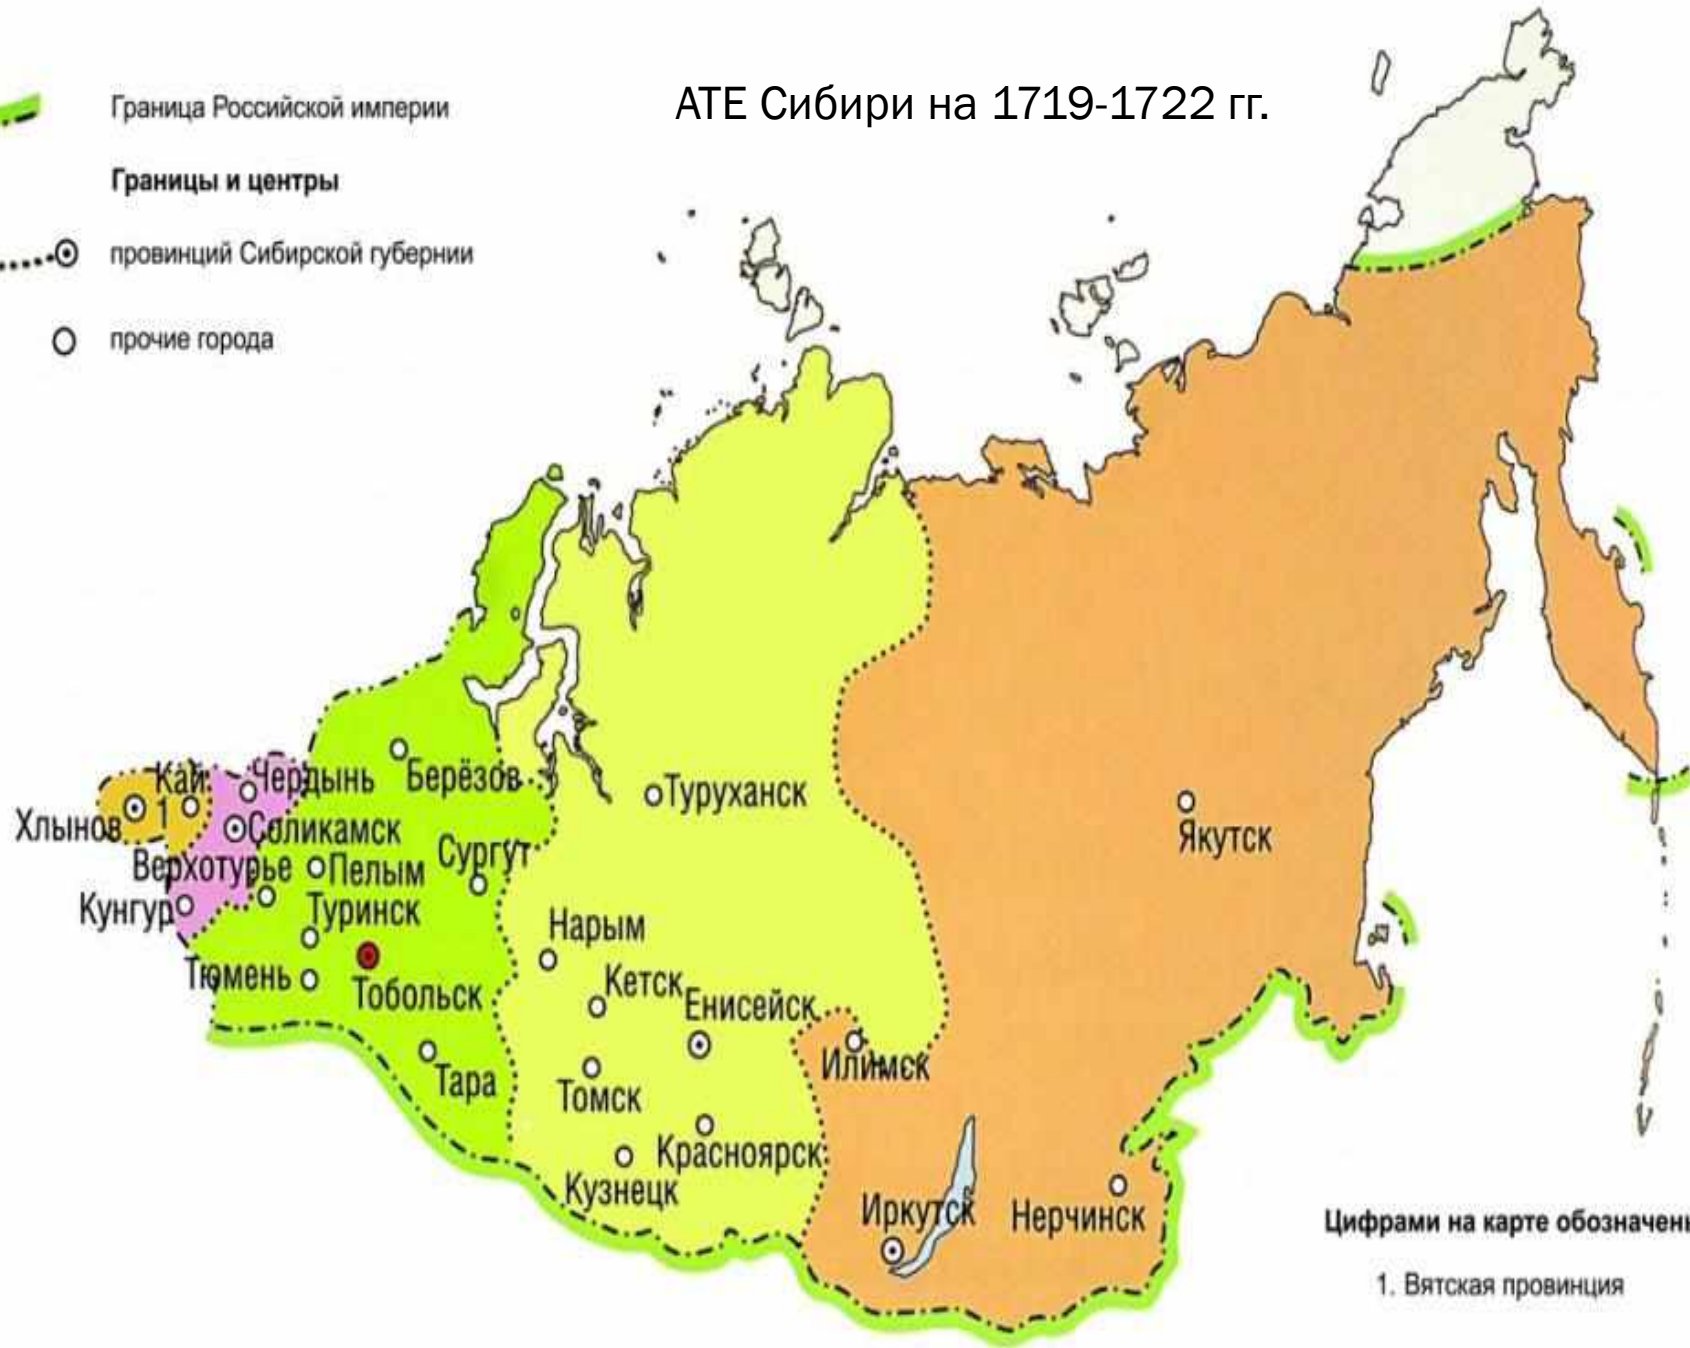 АТЕ Сибири на 1719-1722 гг.
Граница Российской империи
Границы и центры
провинций Сибирской губернии
прочие города
Кай
Чердынь
Берёзов
Туруханск
Хлынов
1
Соликамск
Якутск
Верхотурье
Пелым
Сургут
Кунгур
Туринск
Нарым
Тюмень
Тобольск
Кетск
Енисейск
Илимск
Тара
Томск
Красноярск
Кузнецк
Иркутск
Нерчинск
Цифрами на карте обозначены
1. Вятская провинция